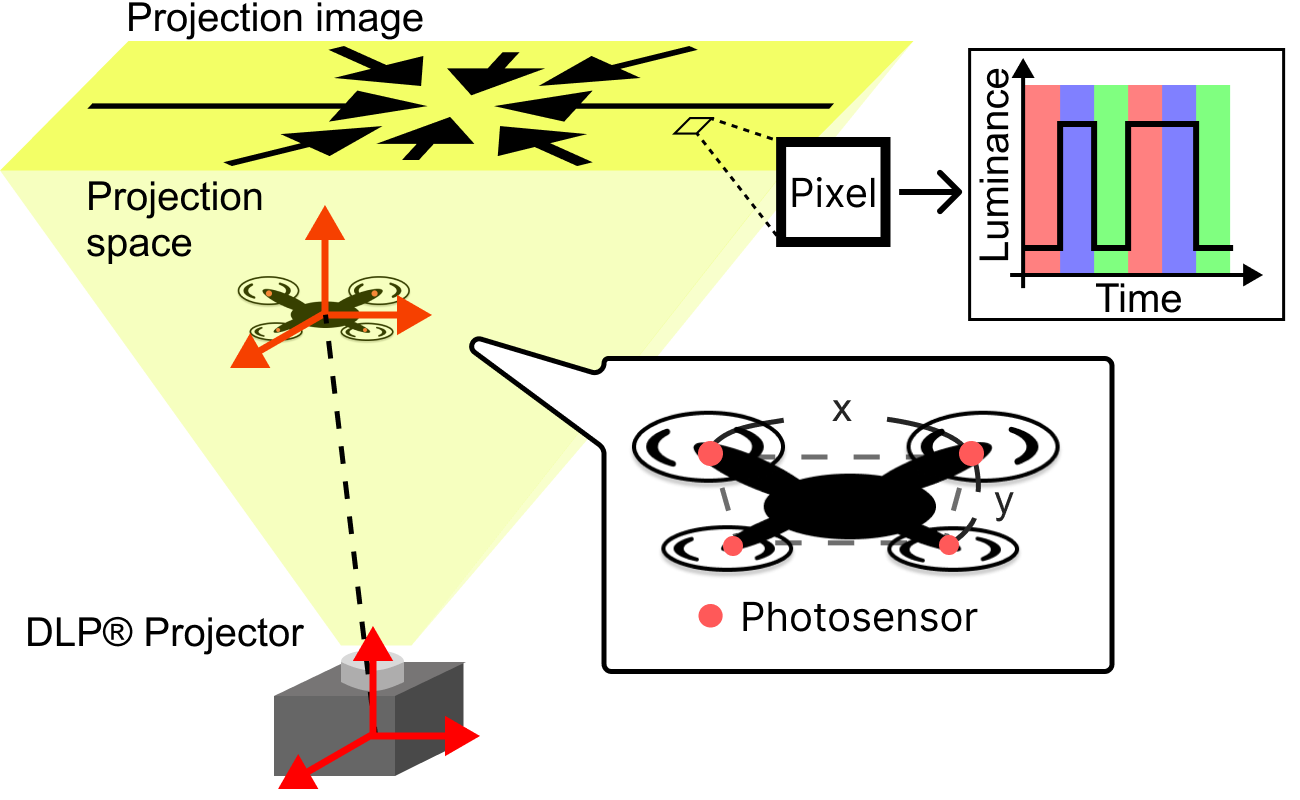 Projection image
Projection
space
Pixel
Luminance
Time
x
y
DLP® Projector
Photosensor